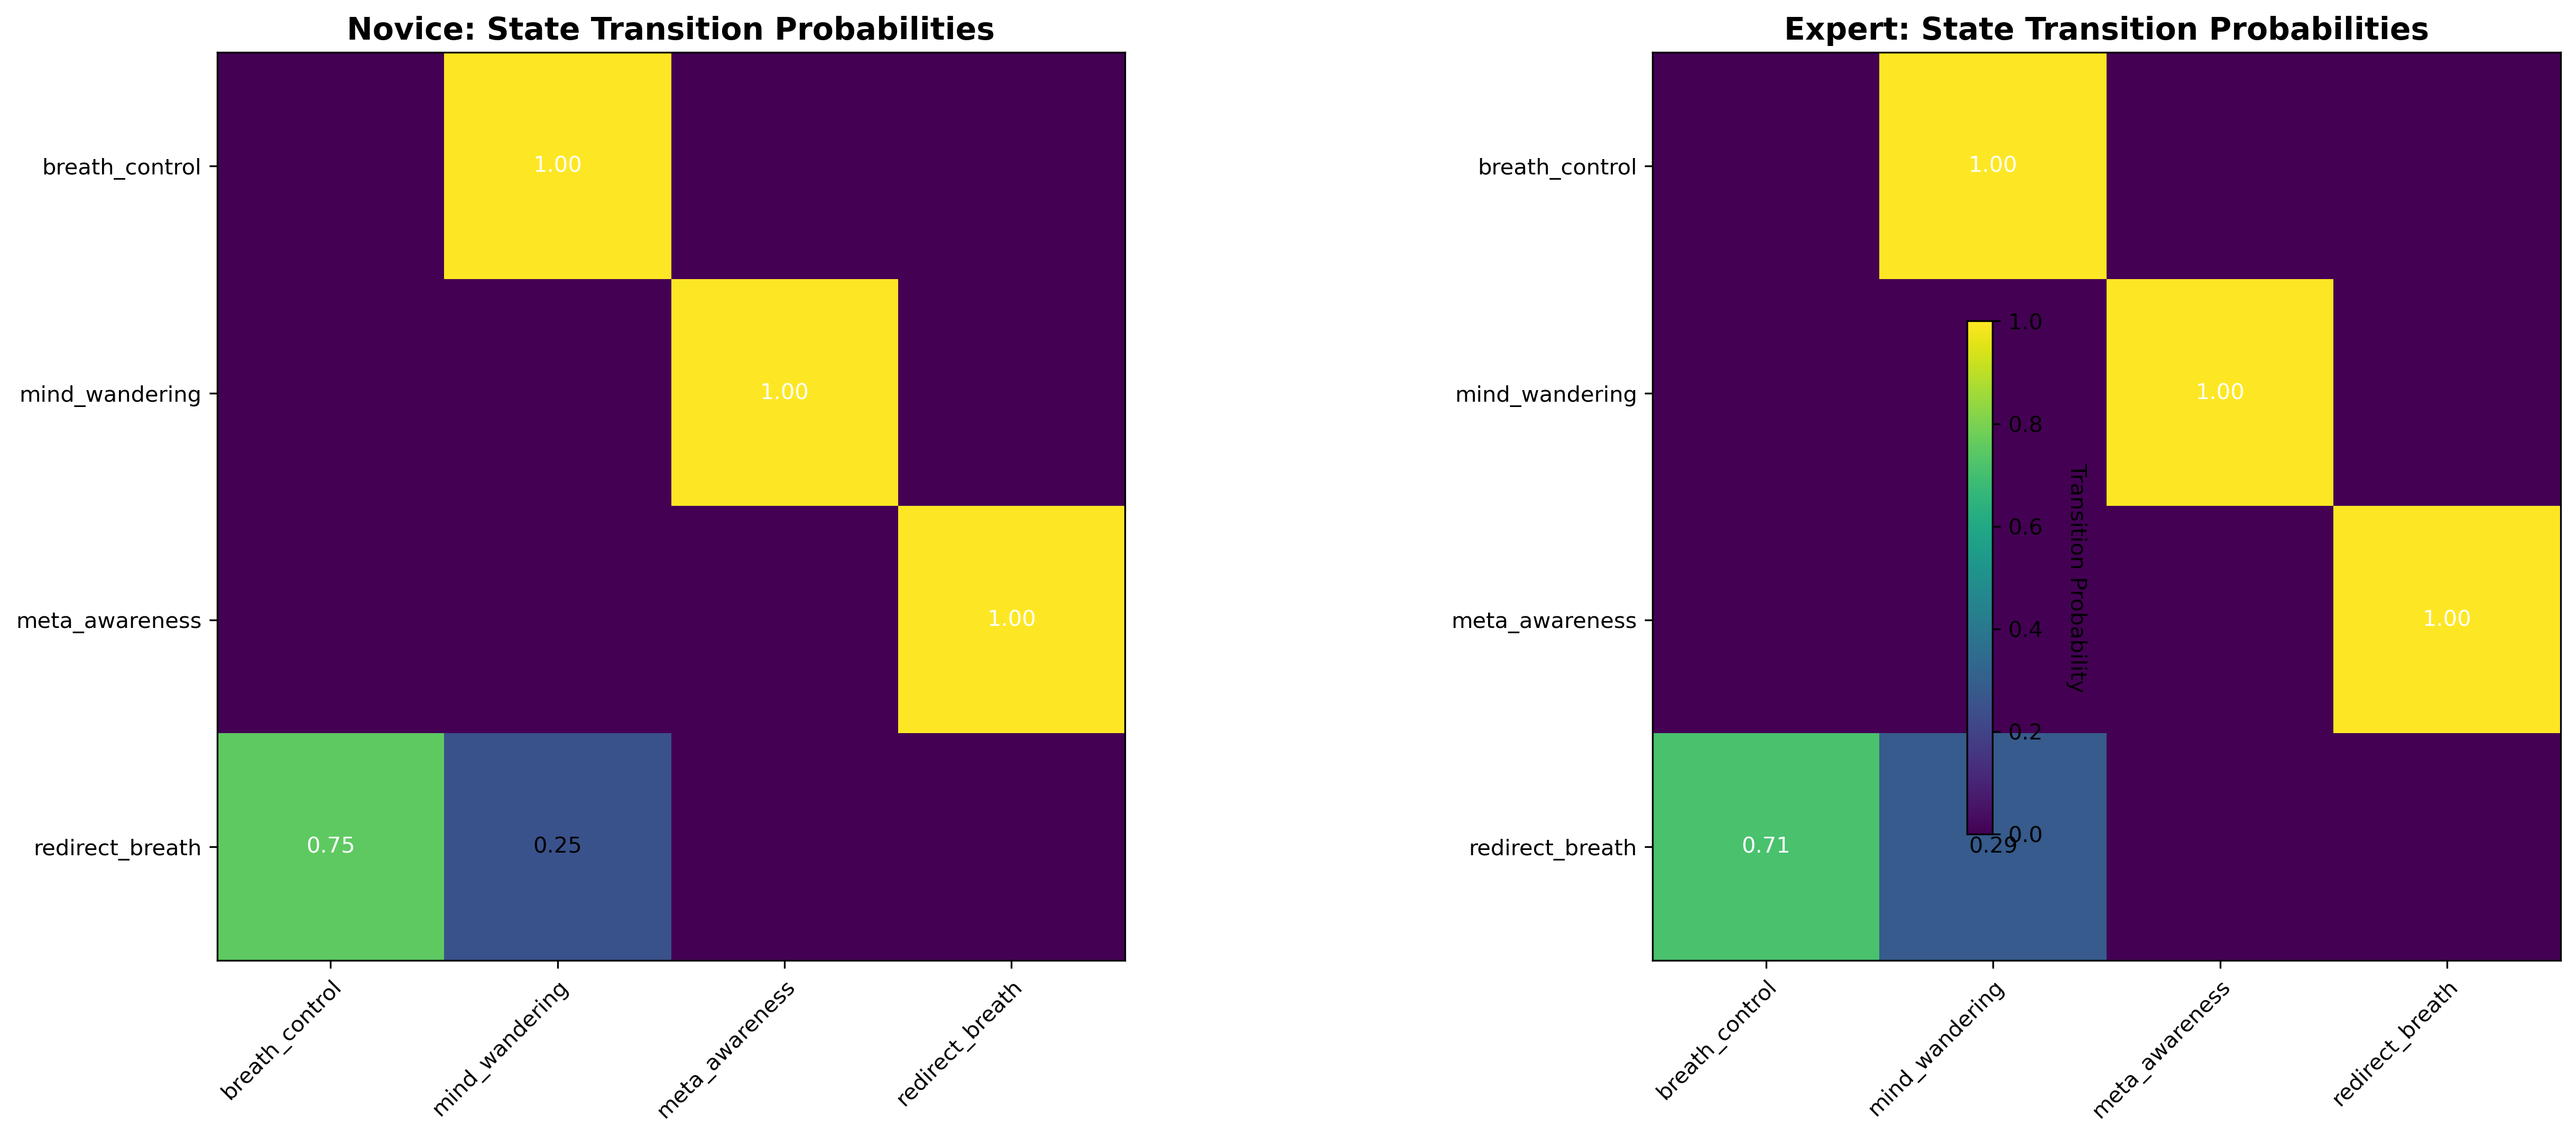 Novice: State Transition Probabilities
breath_control
1.00
mind_wandering
1.00
meta_awareness
1.00
redirect_breath
0.75
0.25
breath_control
mind_wandering
meta_awareness
redirect_breath
Expert: State Transition Probabilities
breath_control
1.00
mind_wandering
1.00
meta_awareness
1.00
redirect_breath
0.71
0.29
breath_control
mind_wandering
meta_awareness
redirect_breath
1.0
0.8
0.6
0.4
0.2
0.0
Transition Probability